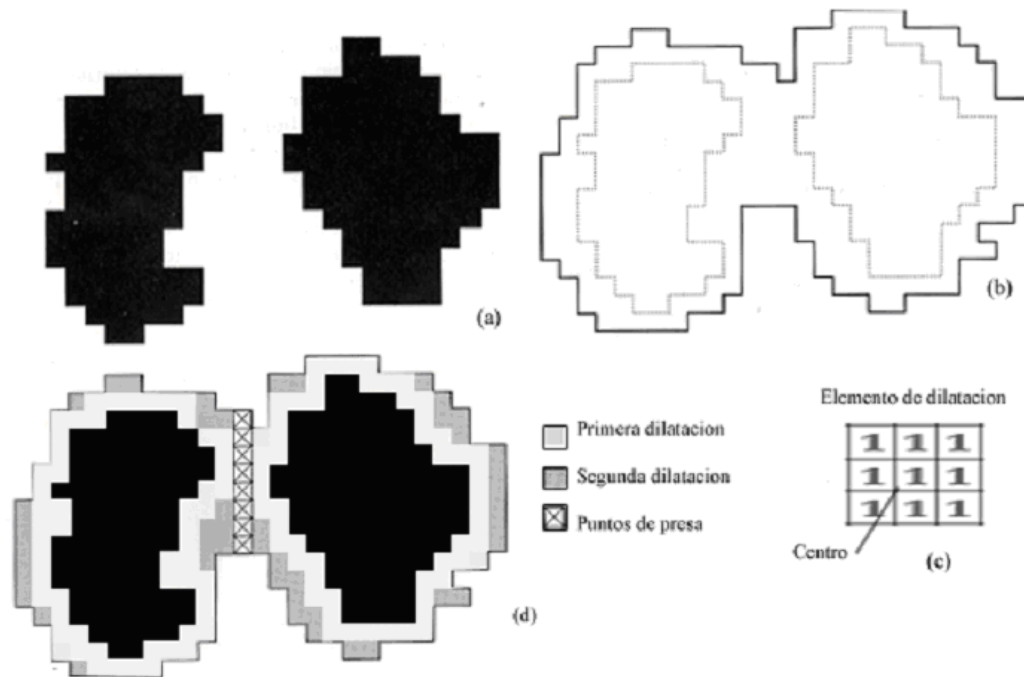 (a)
(b)
Elemento de dilatacion
1 1 1
1 1 1
1 1 1
Centro
(c)
Primera dilatacion
Segunda dilatacion
Puntos de presa
(d)